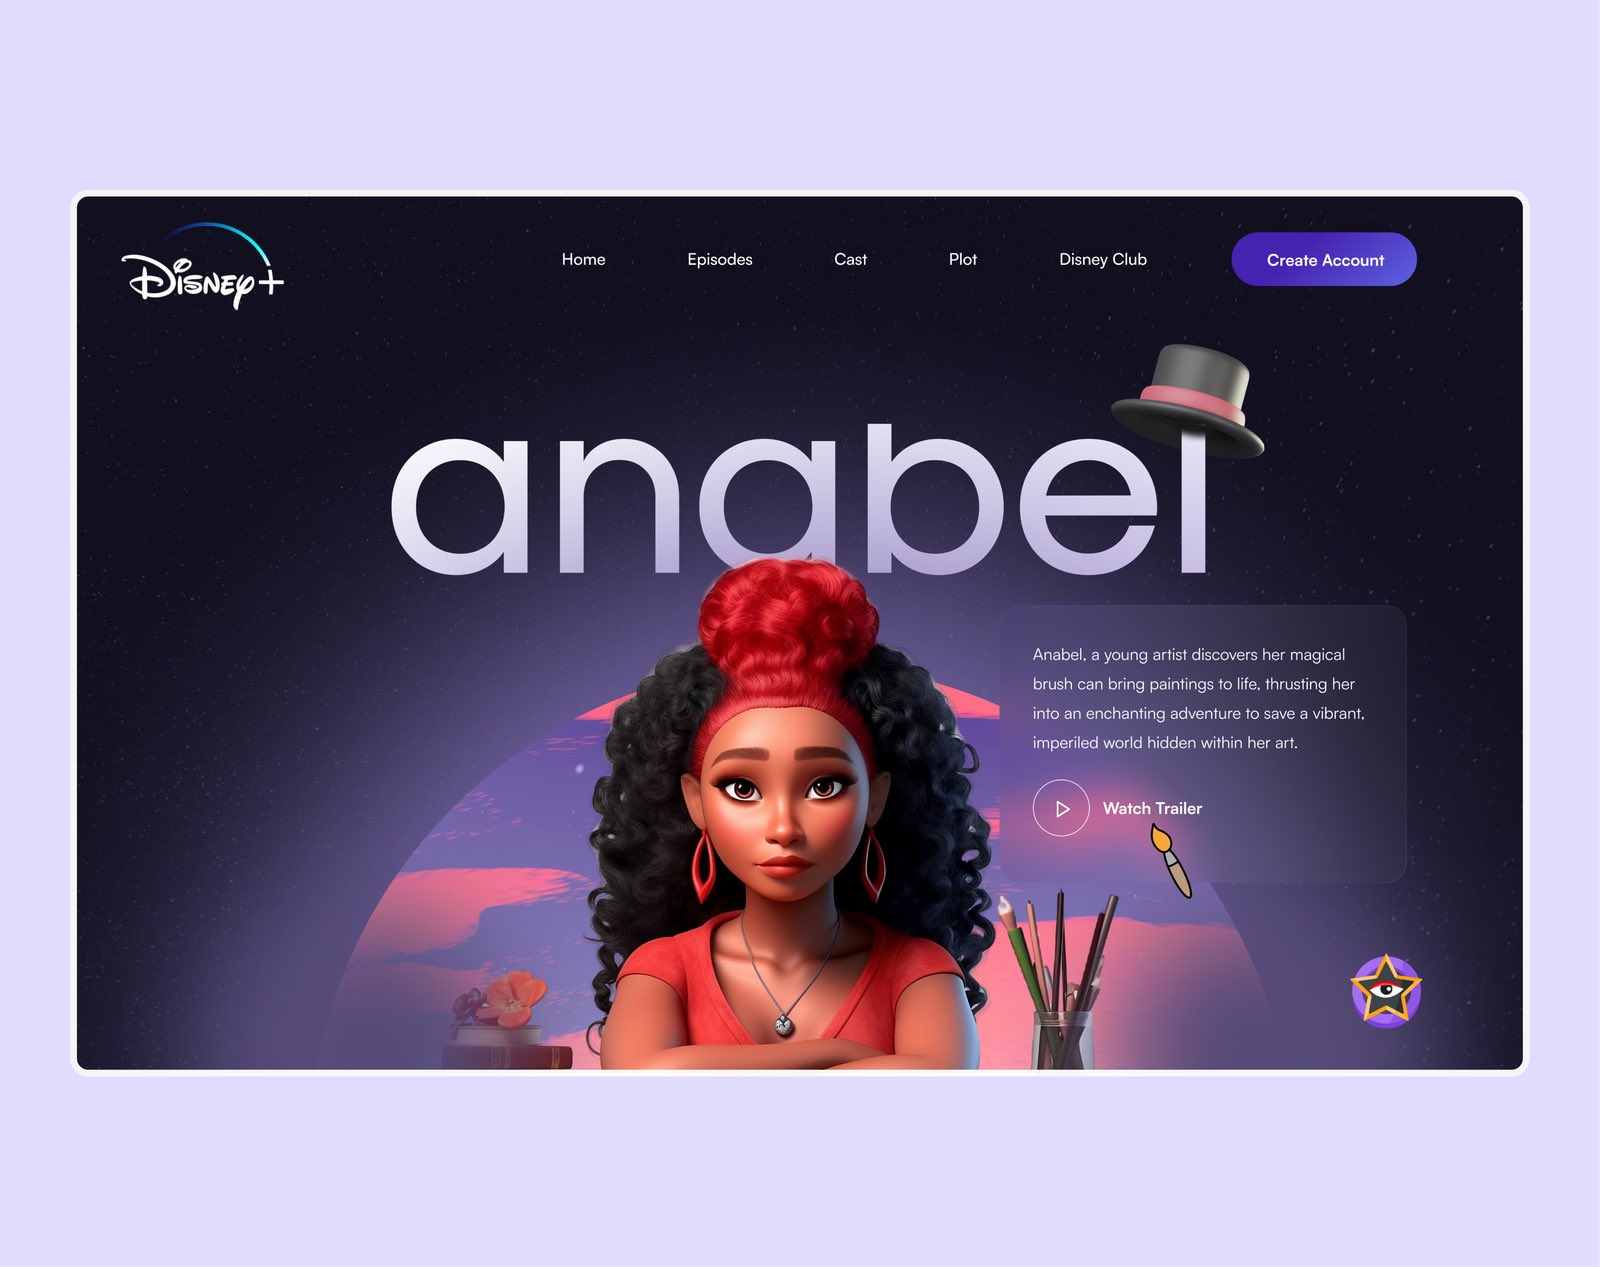 Disney+
Home Episodes Cast Plot Disney Club Create Account
anabel
Anabel, a young artist discovers her magical
brush can bring paintings to life, thrusting her
into an enchanting adventure to save a vibrant,
imperiled world hidden within her art.
Watch Trailer